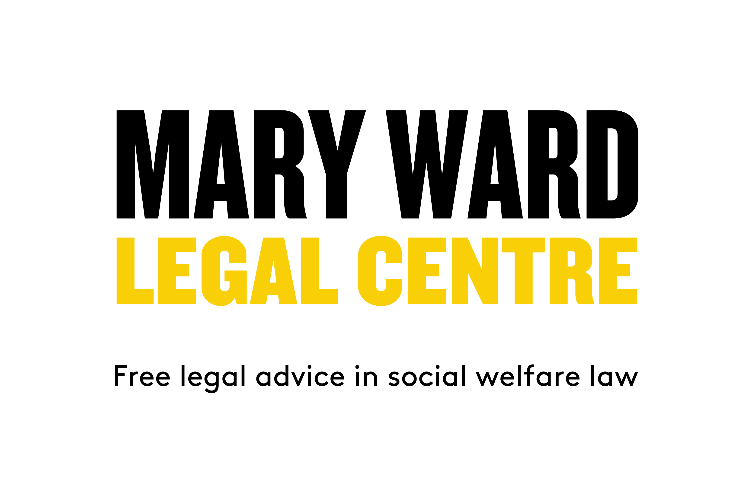 MARY WARD
LEGAL CENTRE
Free legal advice in social welfare law